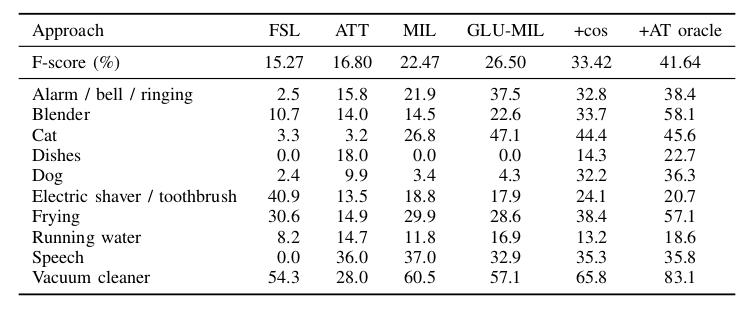 Approach FSL ATT MIL GLU-MIL +cos +AT oracle
F-score (%) 15.27 16.80 22.47 26.50 33.42 41.64
Alarm / bell / ringing 2.5 15.8 21.9 37.5 32.8 38.4
Blender 10.7 14.0 14.5 22.6 33.7 58.1
Cat 3.3 3.2 26.8 47.1 44.4 45.6
Dishes 0.0 18.0 0.0 0.0 14.3 22.7
Dog 2.4 9.9 3.4 4.3 32.2 36.3
Electric shaver / toothbrush 40.9 13.5 18.8 17.9 24.1 20.7
Frying 30.6 14.9 29.9 28.6 38.4 57.1
Running water 8.2 14.7 11.8 16.9 13.2 18.6
Speech 0.0 36.0 37.0 32.9 35.3 35.8
Vacuum cleaner 54.3 28.0 60.5 57.1 65.8 83.1